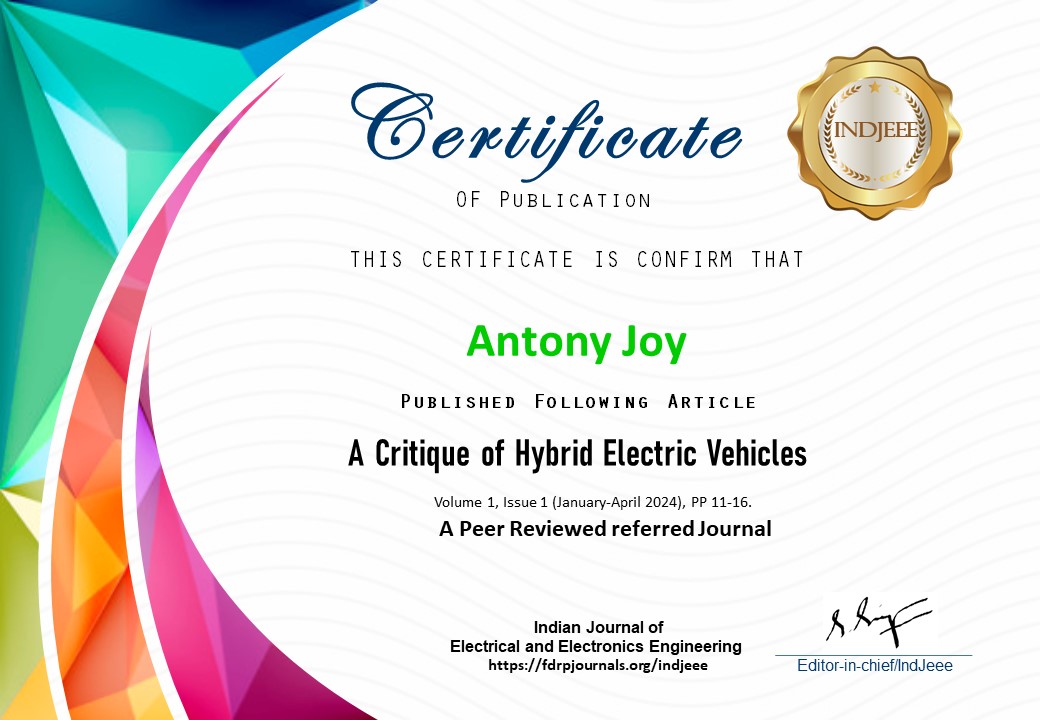 Certificate
OF PUBLICATION
INDJEEE
THIS CERTIFICATE IS CONFIRM THAT
Antony Joy
PUBLISHED FOLLOWING ARTICLE
A Critique of Hybrid Electric Vehicles
Volume 1, Issue 1 (January-April 2024), PP 11-16.
A Peer Reviewed referred Journal
Indian Journal of
Electrical and Electronics Engineering
https://fdrpjournals.org/indjeee
Editor-in-chief/IndJeee